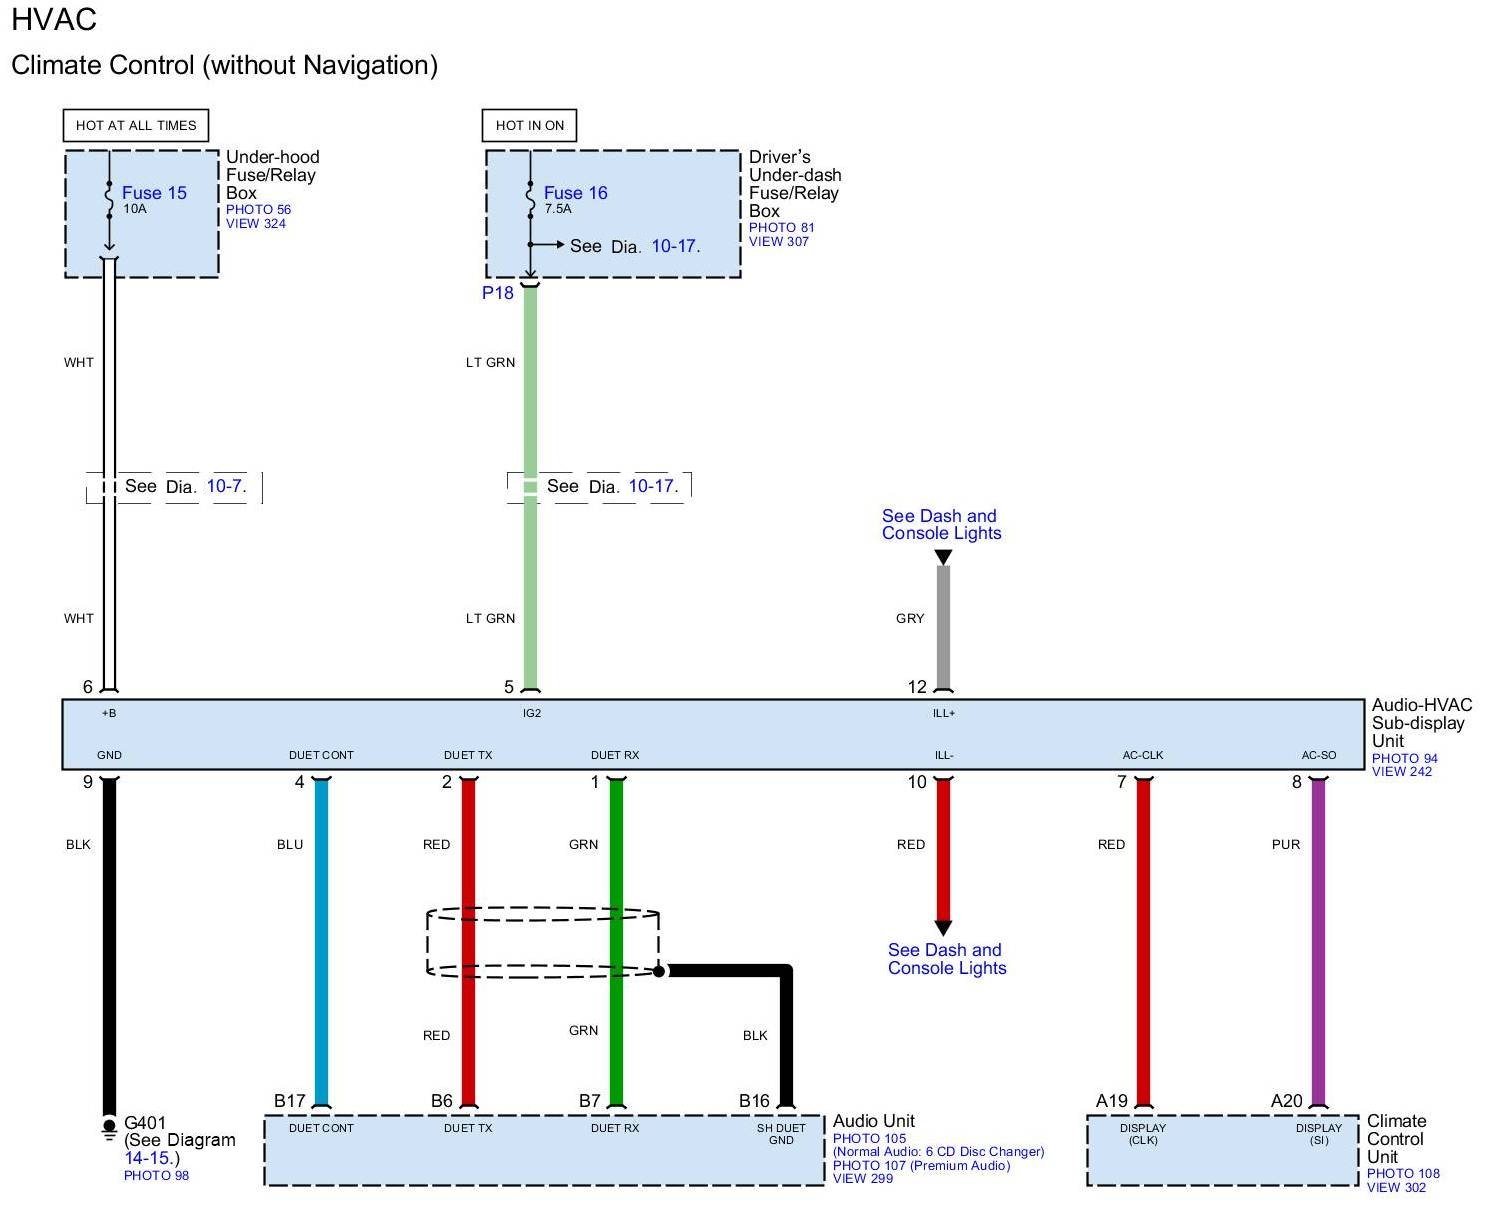 HVAC
Climate Control (without Navigation)
HOT AT ALL TIMES
HOT IN ON
Under-hood
Fuse/Relay
Box
PHOTO 56
VIEW 324
Fuse 15
10A
Driver's
Under-dash
Fuse/Relay
Box
PHOTO 81
VIEW 307
Fuse 16
7.5A
See Dia. 10-17.
P18
WHT
LT GRN
See Dia. 10-7.
See Dia. 10-17.
See Dash and
Console Lights
WHT
LT GRN
GRY
6
5
12
+B
IG2
ILL+
Audio-HVAC
Sub-display
Unit
PHOTO 94
VIEW 242
GND
DUET CONT
DUET TX
DUET RX
ILL-
AC-CLK
AC-SO
9
4
2
1
10
7
8
BLK
BLU
RED
GRN
RED
RED
PUR
See Dash and
Console Lights
RED
GRN
BLK
B17
B6
B7
B16
A19
A20
G401
(See Diagram
14-15.)
PHOTO 98
DUET CONT
DUET TX
DUET RX
SH DUET
GND
Audio Unit
PHOTO 105
(Normal Audio: 6 CD Disc Changer)
PHOTO 107 (Premium Audio)
VIEW 299
DISPLAY
(CLK)
DISPLAY
(SI)
Climate
Control
Unit
PHOTO 108
VIEW 302